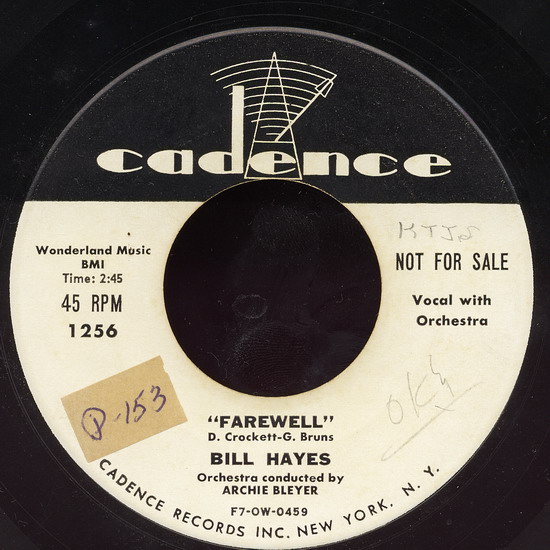 cadence
KTJS
Wonderland Music
BMI
Time: 2:45
45 RPM
1256
NOT FOR SALE
Vocal with
Orchestra
P-153
OK
"FAREWELL"
D. Crockett-G. Bruns
BILL HAYES
Orchestra conducted by
ARCHIE BLEYER
F7-OW-0459
CADENCE RECORDS INC. NEW YORK. N. Y.